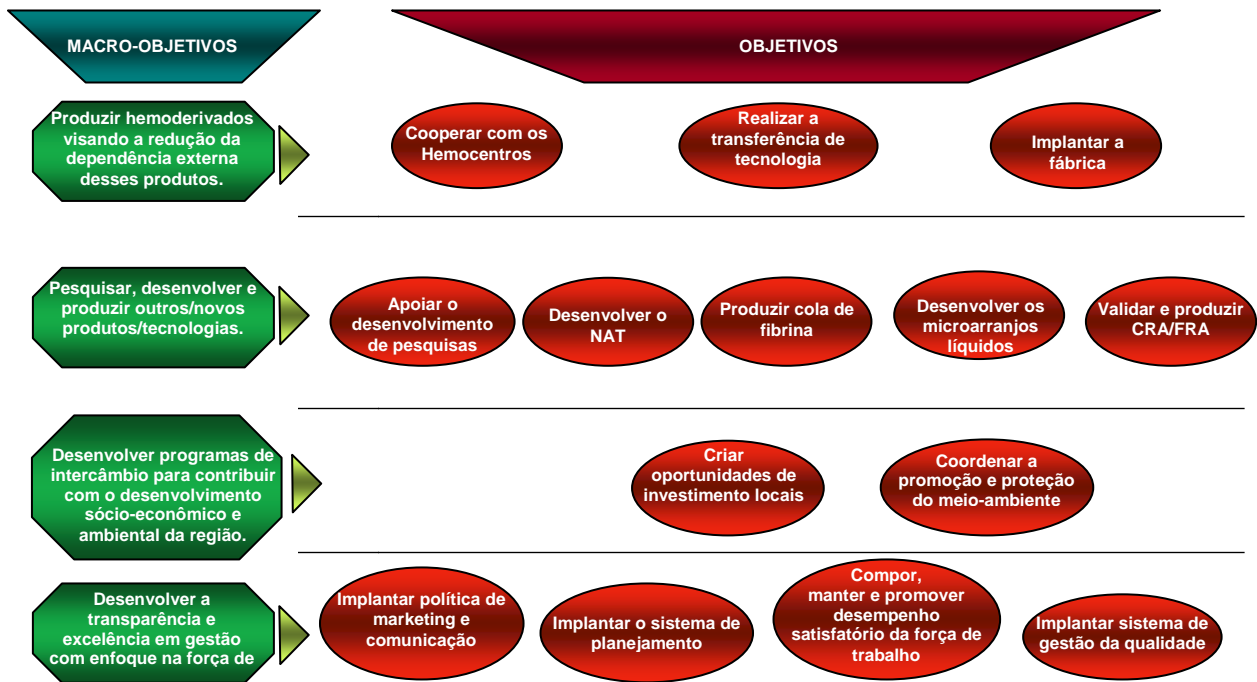 MACRO-OBJETIVOS
OBJETIVOS
Produzir hemoderivados
visando a redução da
dependência externa
desses produtos.
Cooperar com os
Hemocentros
Realizar a
transferência de
tecnologia
Implantar a
fábrica
Pesquisar, desenvolver e
produzir outros/novos
produtos/tecnologias.
Apoiar o
desenvolvimento
de pesquisas
Desenvolver o
NAT
Produzir cola de
fibrina
Desenvolver os
microarranjos
líquidos
Validar e produzir
CRA/FRA
Desenvolver programas de
intercâmbio para contribuir
com o desenvolvimento
sócio-econômico e
ambiental da região.
Criar
oportunidades de
investimento locais
Coordenar a
promoção e proteção
do meio-ambiente
Desenvolver a
transparência e
excelência em gestão
com enfoque na força de
Implantar política de
marketing e
comunicação
Implantar o sistema de
planejamento
Compor,
manter e promover
desempenho
satisfatório da força de
trabalho
Implantar sistema de
gestão da qualidade